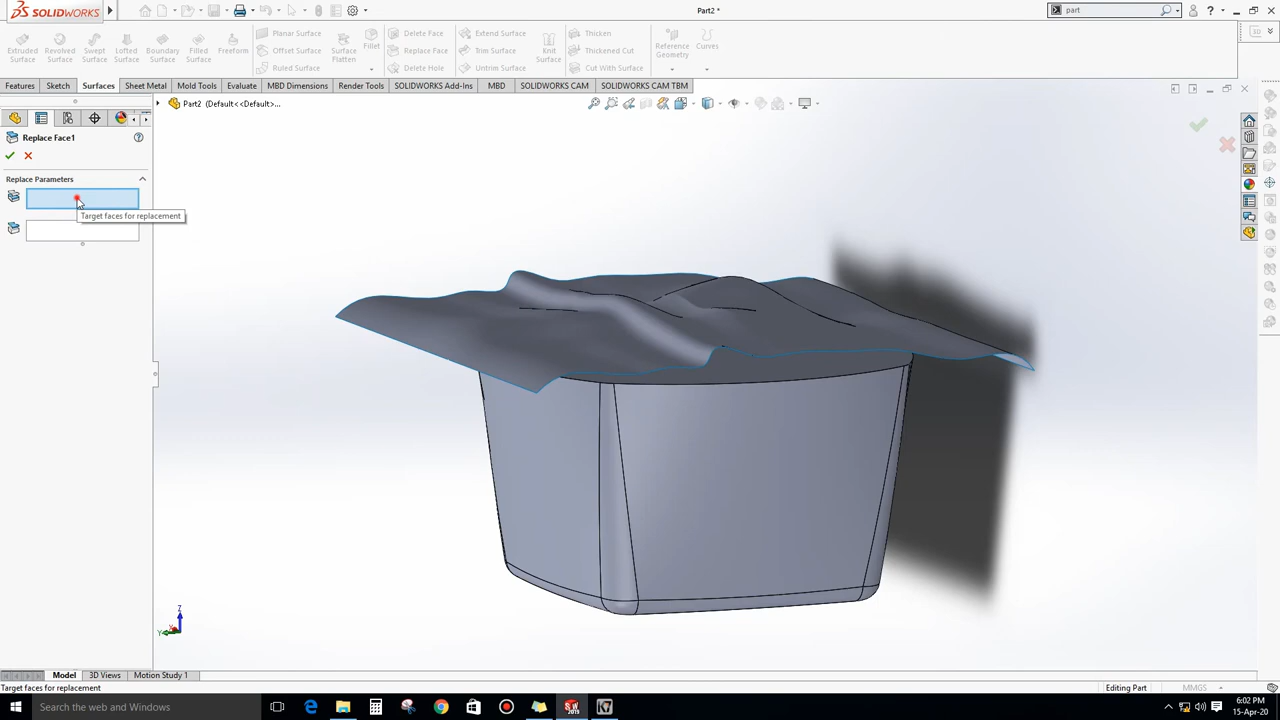 SOLIDWORKS
Part2 *
part
Extruded Surface
Revolved Surface
Swept Surface
Lofted Surface
Boundary Surface
Filled Surface
Freeform
Planar Surface
Offset Surface
Ruled Surface
Surface Flatten
Fillet
Delete Face
Replace Face
Delete Hole
Extend Surface
Trim Surface
Untrim Surface
Knit Surface
Thicken
Thickened Cut
Cut With Surface
Reference Geometry
Curves
Features
Sketch
Surfaces
Sheet Metal
Mold Tools
Evaluate
MBD Dimensions
Render Tools
SOLIDWORKS Add-Ins
MBD
SOLIDWORKS CAM
SOLIDWORKS CAM TBM
Part2 (Default<<Default>...
Replace Face1
Replace Parameters
Target faces for replacement
Z
Y
Model
3D Views
Motion Study 1
Target faces for replacement
Editing Part
MMGS
Search the web and Windows
6:02 PM
15-Apr-20